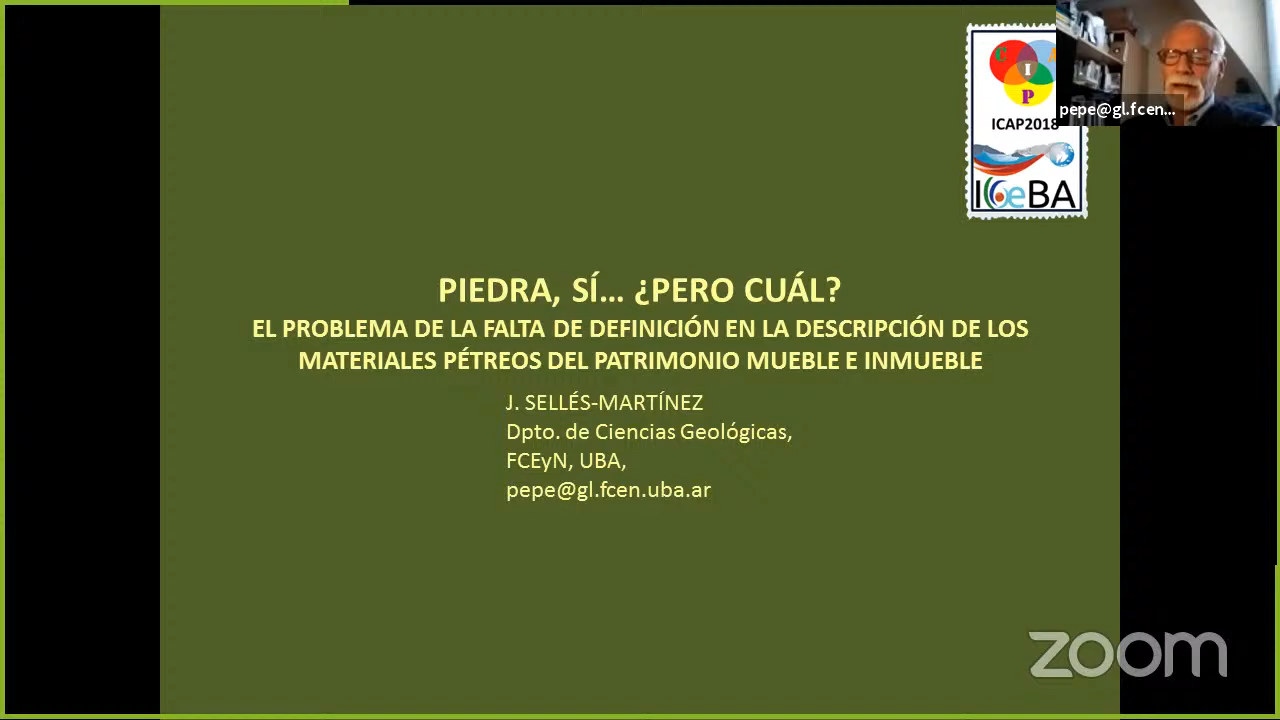 C A
I
P
ICAP2018
pepe@gl.fcen...
IGeBA
PIEDRA, SÍ... ¿PERO CUÁL?
EL PROBLEMA DE LA FALTA DE DEFINICIÓN EN LA DESCRIPCIÓN DE LOS
MATERIALES PÉTREOS DEL PATRIMONIO MUEBLE E INMUEBLE
J. SELLÉS-MARTÍNEZ
Dpto. de Ciencias Geológicas,
FCEyN, UBA,
pepe@gl.fcen.uba.ar
zoom